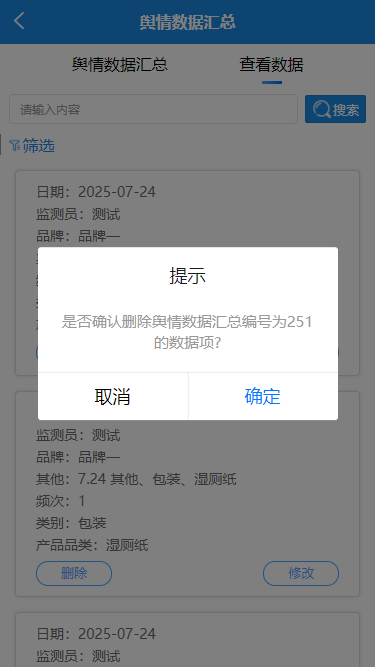 舆情数据汇总
舆情数据汇总 查看数据
请输入内容 搜索
筛选
日期：2025-07-24
监测员：测试
品牌：品牌一
提示
是否确认删除舆情数据汇总编号为251
的数据项?
取消 确定
监测员：测试
品牌：品牌一
其他：7.24 其他、包装、湿厕纸
频次：1
类别：包装
产品品类：湿厕纸
删除 修改
日期：2025-07-24
监测员：测试